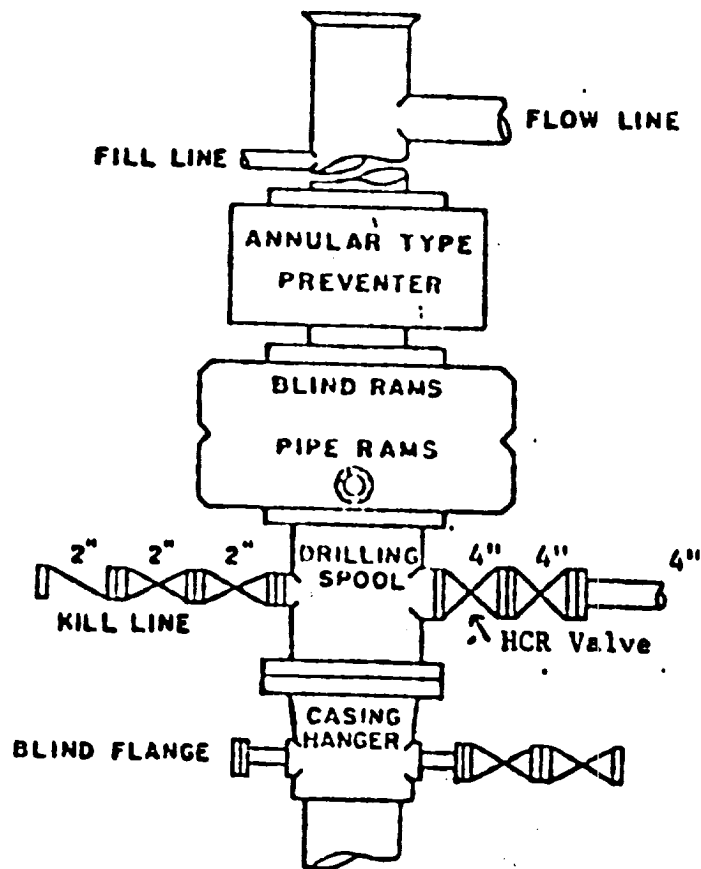 FLOW LINE
FILL LINE
ANNULAR TYPE
PREVENTER
BLIND RAMS
PIPE RAMS
2" 2" 2"
DRILLING
SPOOL
4" 4" 4"
KILL LINE
HCR Valve
CASING
HANGER
BLIND FLANGE